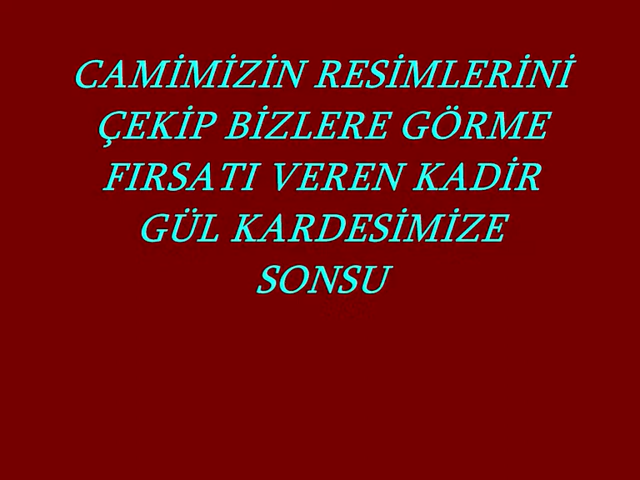 CAMİMİZİN RESİMLERİNİ
ÇEKİP BİZLERE GÖRME
FIRSATI VEREN KADİR
GÜL KARDESİMİZE
SONSU